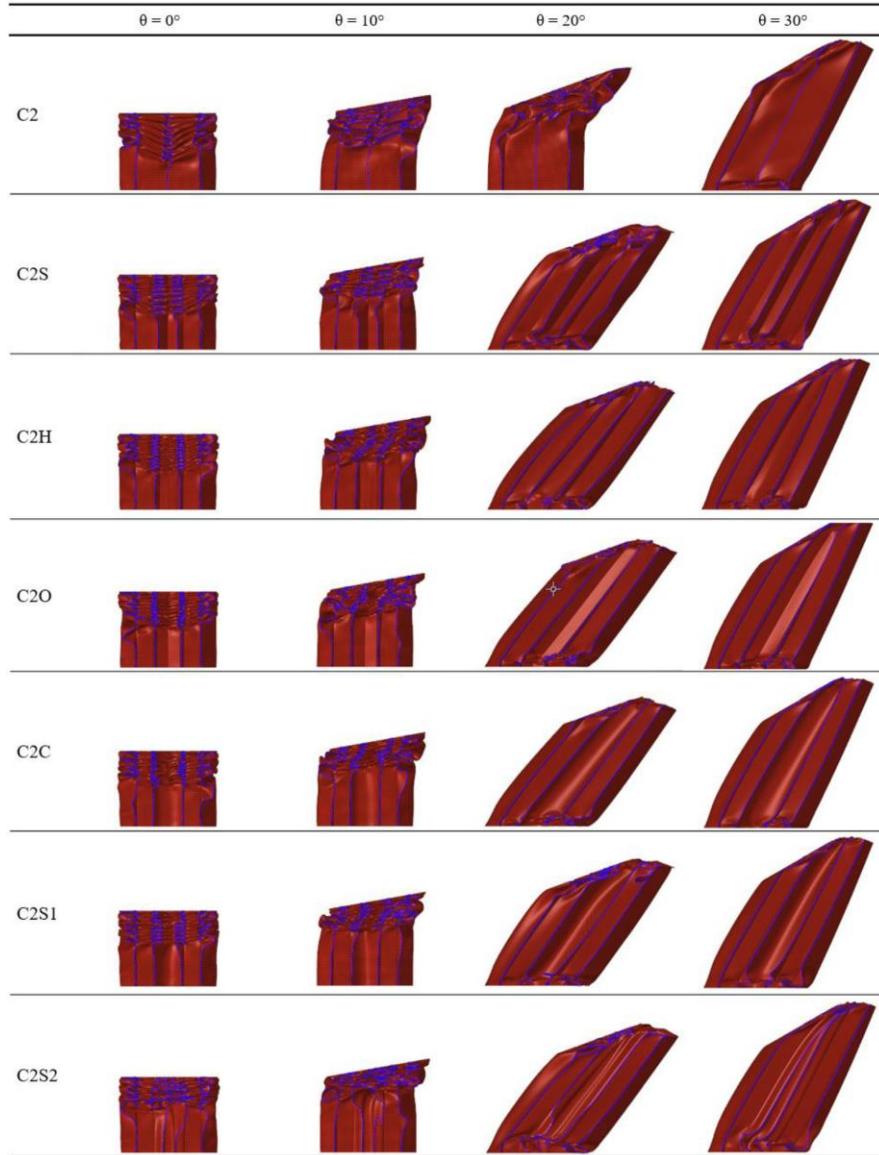 θ = 0° θ = 10° θ = 20° θ = 30°
C2
C2S
C2H
C2O
C2C
C2S1
C2S2